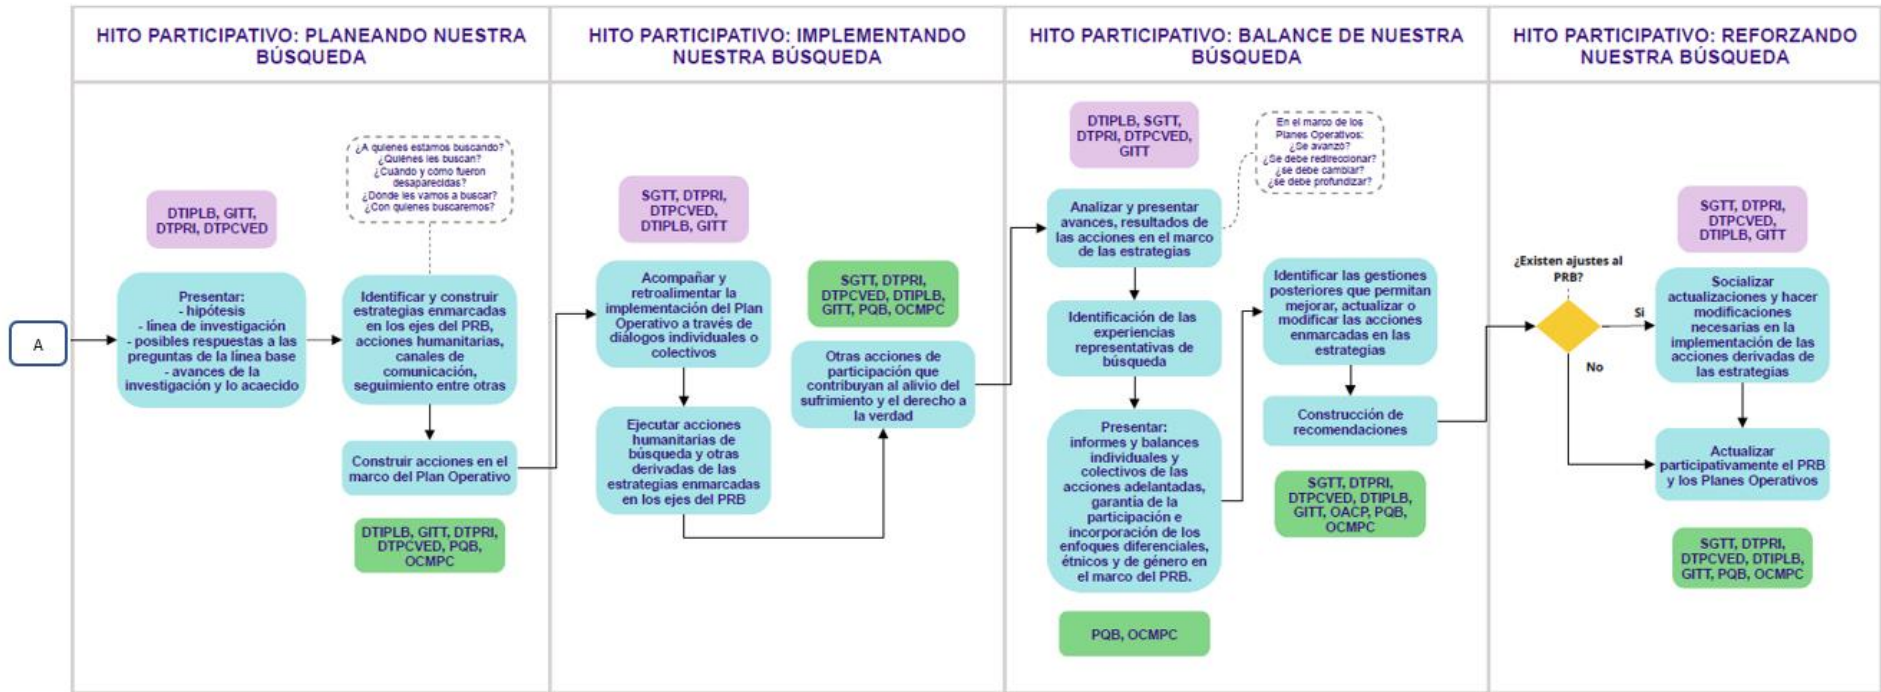 HITO PARTICIPATIVO: PLANEANDO NUESTRA
BÚSQUEDA
HITO PARTICIPATIVO: IMPLEMENTANDO
NUESTRA BÚSQUEDA
HITO PARTICIPATIVO: BALANCE DE NUESTRA
BÚSQUEDA
HITO PARTICIPATIVO: REFORZANDO
NUESTRA BÚSQUEDA
A
DTIPLB, GITT,
DTPRI, DTPCVED
Presentar:
- hipótesis
- línea de investigación
- posibles respuestas a las
preguntas de la línea base
- avances de la
investigación y lo acaecido
¿A quienes estamos buscando?
¿Quiénes les buscan?
¿Cuándo y cómo fueron
desaparecidas?
¿Dónde les vamos a buscar?
¿Con quienes buscaremos?
Identificar y construir
estrategias enmarcadas
en los ejes del PRB,
acciones humanitarias,
canales de
comunicación,
seguimiento entre otras
Construir acciones en el
marco del Plan Operativo
DTIPLB, GITT, DTPRI,
DTPCVED, PQB,
OCMPC
SGTT, DTPRI,
DTPCVED,
DTIPLB, GITT
Acompañar y
retroalimentar la
implementación del Plan
Operativo a través de
diálogos individuales o
colectivos
Ejecutar acciones
humanitarias de
búsqueda y otras
derivadas de las
estrategias enmarcadas
en los ejes del PRB
SGTT, DTPRI,
DTPCVED, DTIPLB,
GITT, PQB, OCMPC
Otras acciones de
participación que
contribuyan al alivio del
sufrimiento y el derecho a
la verdad
DTIPLB, SGTT,
DTPRI, DTPCVED,
GITT
En el marco de los
Planes Operativos:
¿Se avanzó?
¿Se debe redireccionar?
¿se debe cambiar?
¿se debe profundizar?
Analizar y presentar
avances, resultados de
las acciones en el marco
de las estrategias
Identificación de las
experiencias
representativas de
búsqueda
Presentar:
informes y balances
individuales y
colectivos de las
acciones adelantadas,
garantía de la
participación e
incorporación de los
enfoques diferenciales,
étnicos y de género en
el marco del PRB.
PQB, OCMPC
Identificar las gestiones
posteriores que permitan
mejorar, actualizar o
modificar las acciones
enmarcadas en las
estrategias
Construcción de
recomendaciones
SGTT, DTPRI,
DTPCVED, DTIPLB,
GITT, OACP, PQB,
OCMPC
¿Existen ajustes al
PRB?
Si
No
SGTT, DTPRI,
DTPCVED,
DTIPLB, GITT
Socializar
actualizaciones y hacer
modificaciones
necesarias en la
implementación de las
acciones derivadas de
las estrategias
Actualizar
participativamente el PRB
y los Planes Operativos
SGTT, DTPRI,
DTPCVED, DTIPLB,
GITT, PQB, OCMPC